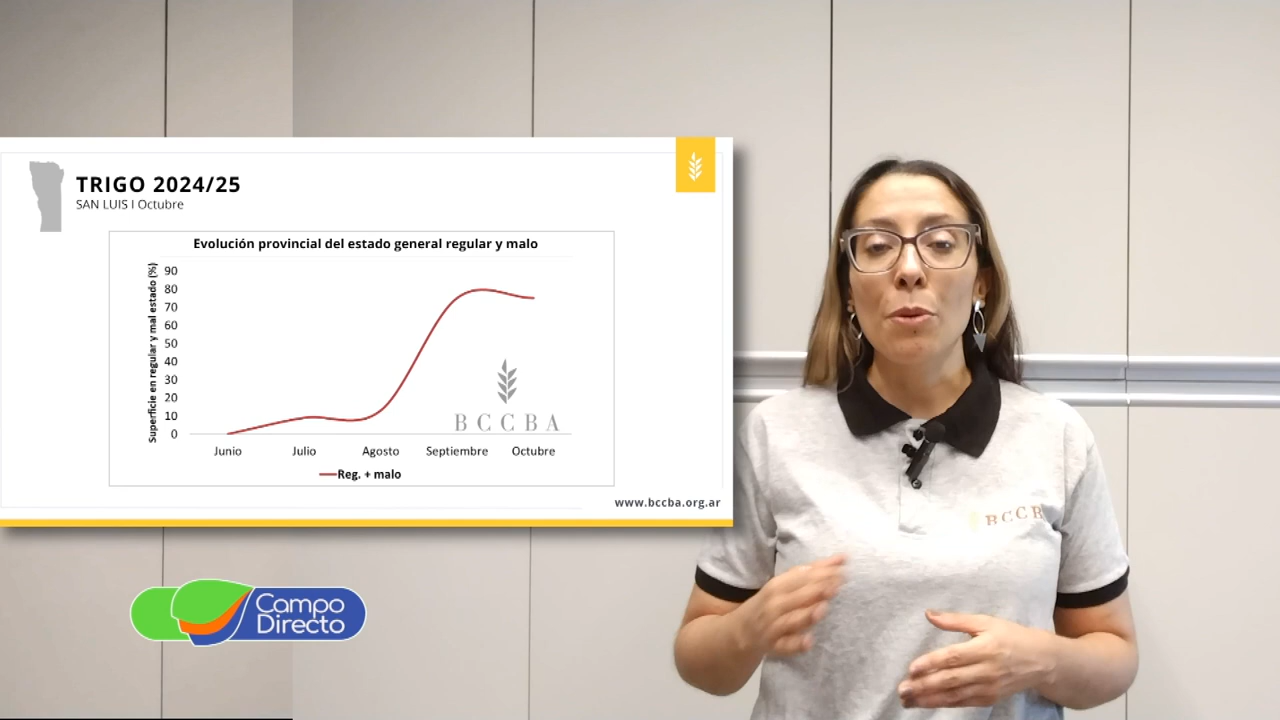 TRIGO 2024/25
SAN LUIS I Octubre
Evolución provincial del estado general regular y malo
Superficie en regular y mal estado (%)
90
80
70
60
50
40
30
20
10
0
BCCBA
Junio Julio Agosto Septiembre Octubre
Reg. + malo
www.bccba.org.ar
Campo
Directo